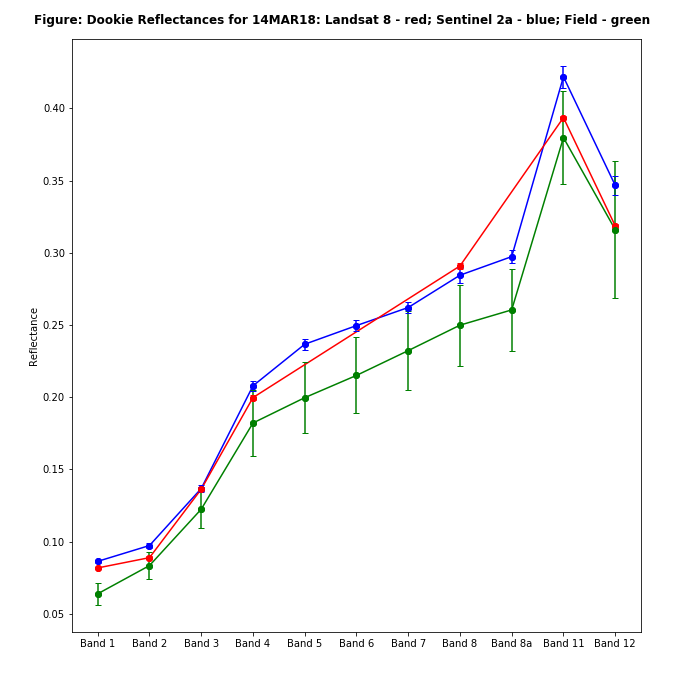 Figure: Dookie Reflectances for 14MAR18: Landsat 8 - red; Sentinel 2a - blue; Field - green
0.40
0.35
0.30
0.25
0.20
0.15
0.10
0.05
Reflectance
Band 1 Band 2 Band 3 Band 4 Band 5 Band 6 Band 7 Band 8 Band 8a Band 11 Band 12